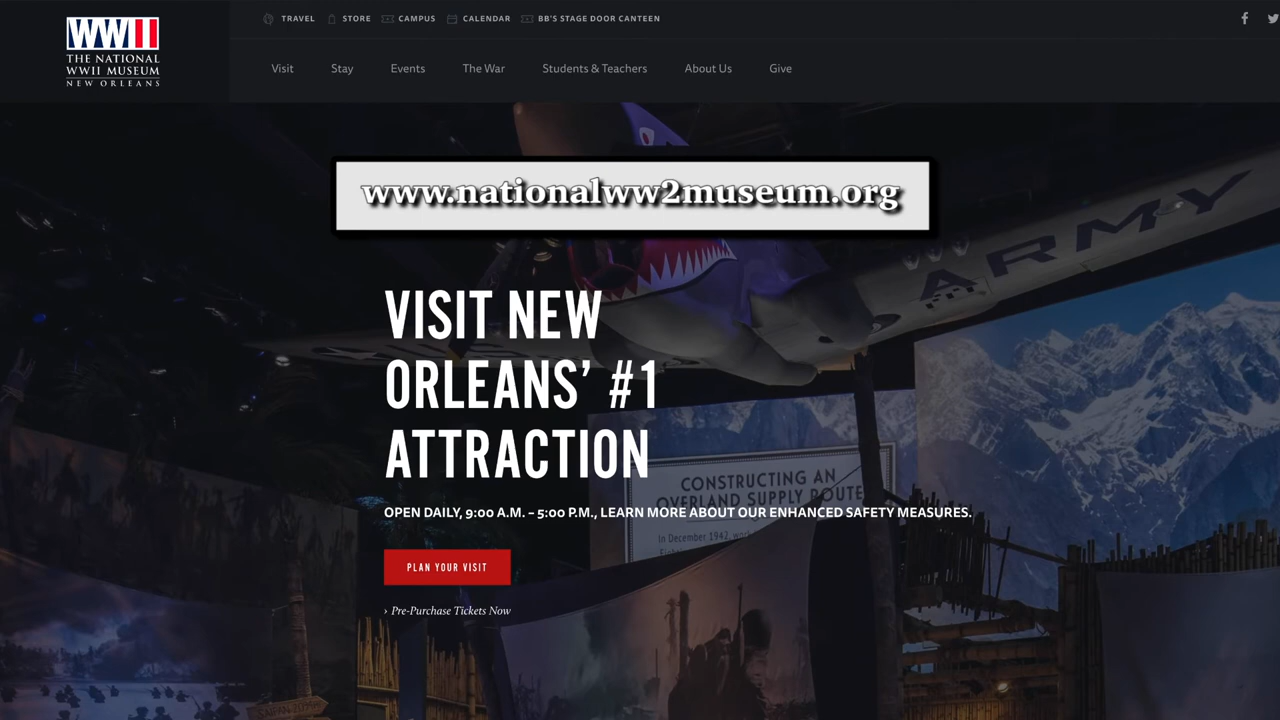 WWII
THE NATIONAL
WWII MUSEUM
NEW ORLEANS
TRAVEL STORE CAMPUS CALENDAR BB'S STAGE DOOR CANTEEN
Visit Stay Events The War Students & Teachers About Us Give
www.nationalww2museum.org
ARMY
VISIT NEW
ORLEANS' #1
ATTRACTION
CONSTRUCTING AN
OVERLAND SUPPLY ROUTE
OPEN DAILY, 9:00 A.M. – 5:00 P.M., LEARN MORE ABOUT OUR ENHANCED SAFETY MEASURES.
In December 1942,
PLAN YOUR VISIT
› Pre-Purchase Tickets Now